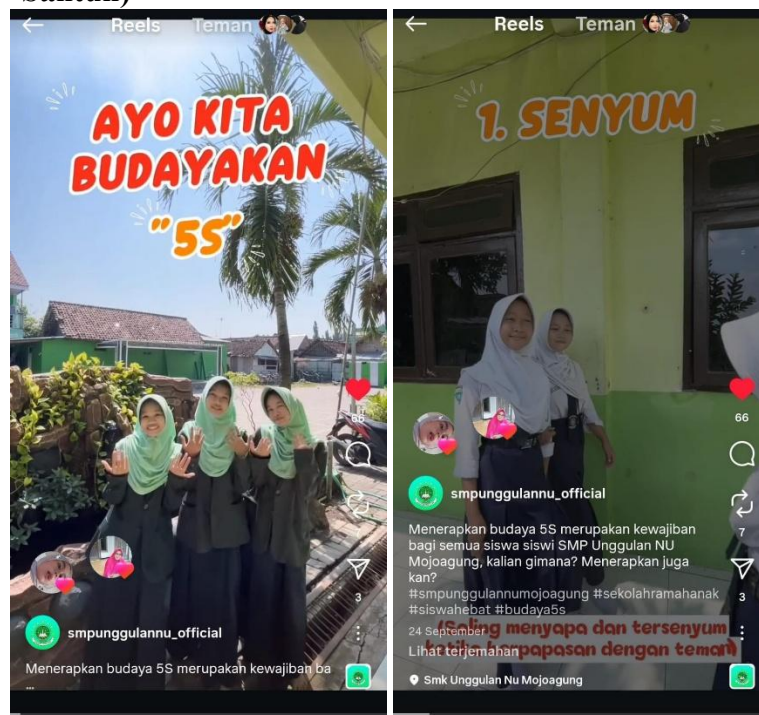 Reels Teman
AYO KITA
BUDAYAKAN
"5S"
66
3
smpunggulannu_official
Menerapkan budaya 5S merupakan kewajiban ba
...
Reels Teman
1. SENYUM
66
7
3
smpunggulannu_official
Menerapkan budaya 5S merupakan kewajiban
bagi semua siswa siswi SMP Unggulan NU
Mojoagung, kalian gimana? Menerapkan juga
kan?
#smpunggulannumojoagung #sekolahramahanak
#siswahebat #budaya5s
(Saling menyapa dan tersenyum
24 September
berpapasan dengan teman)
Lihat terjemahan
Smk Unggulan Nu Mojoagung